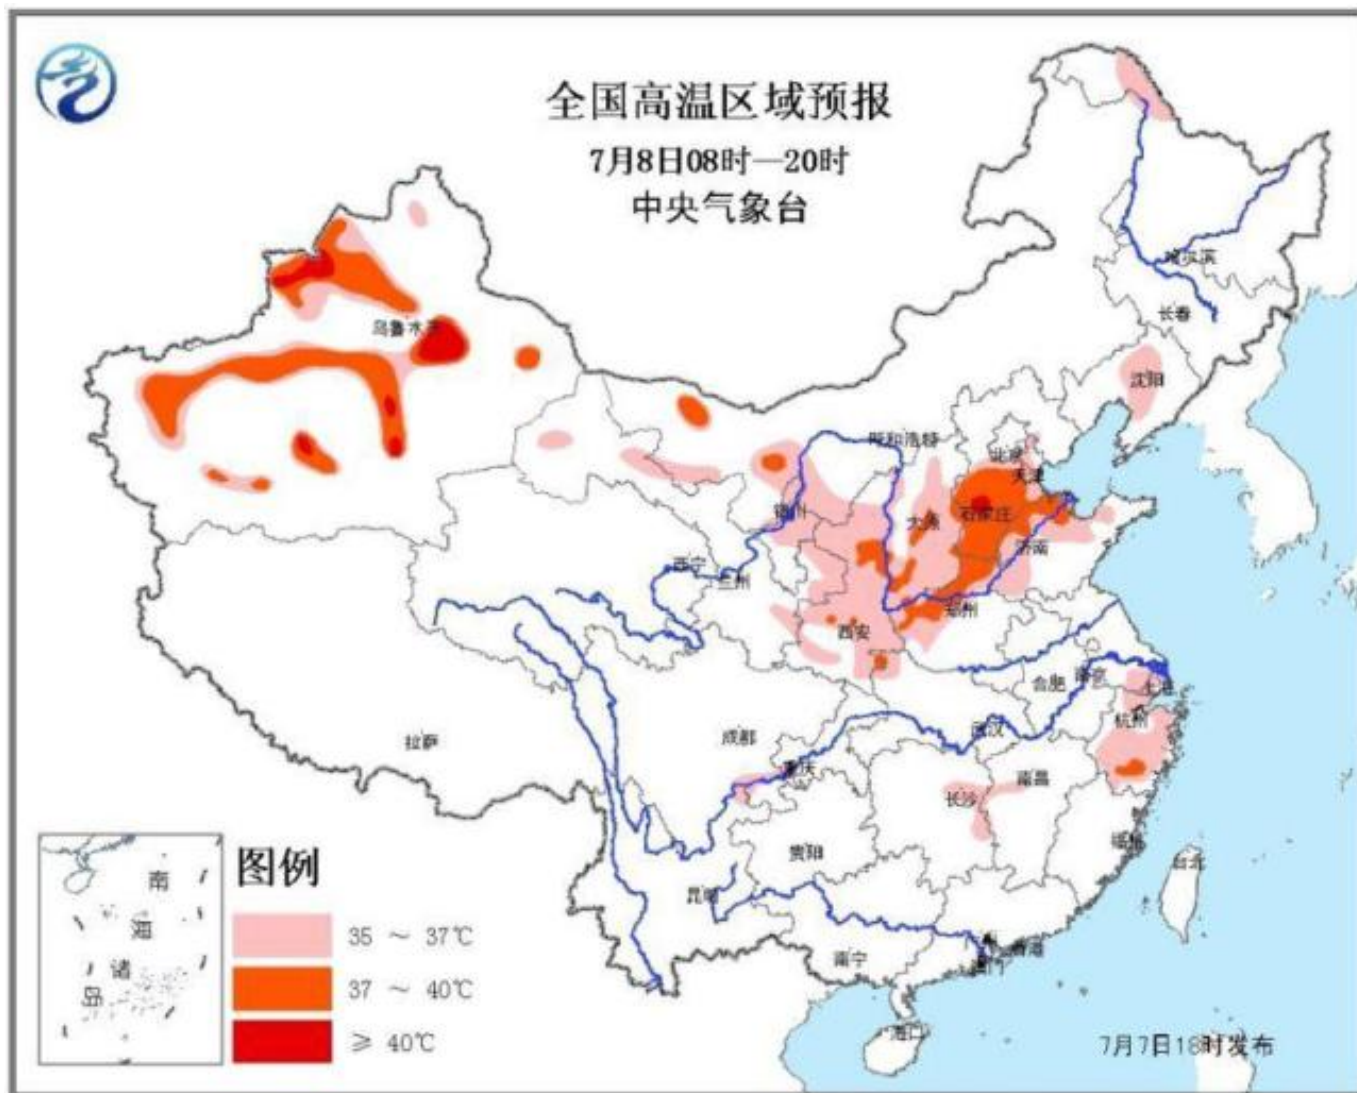 全国高温区域预报
7月8日08时—20时
中央气象台
哈尔滨
长春
乌鲁木齐
沈阳
呼和浩特
北京
天津
银川
太原
石家庄
济南
西宁
兰州
郑州
西安
合肥
南京
上海
杭州
拉萨
成都
重庆
武汉
南昌
长沙
贵阳
福州
台北
昆明
南宁
香港
澳门
海口
南
海
诸
岛
图例
35 ～ 37℃
37 ～ 40℃
≥ 40℃
7月7日18时发布